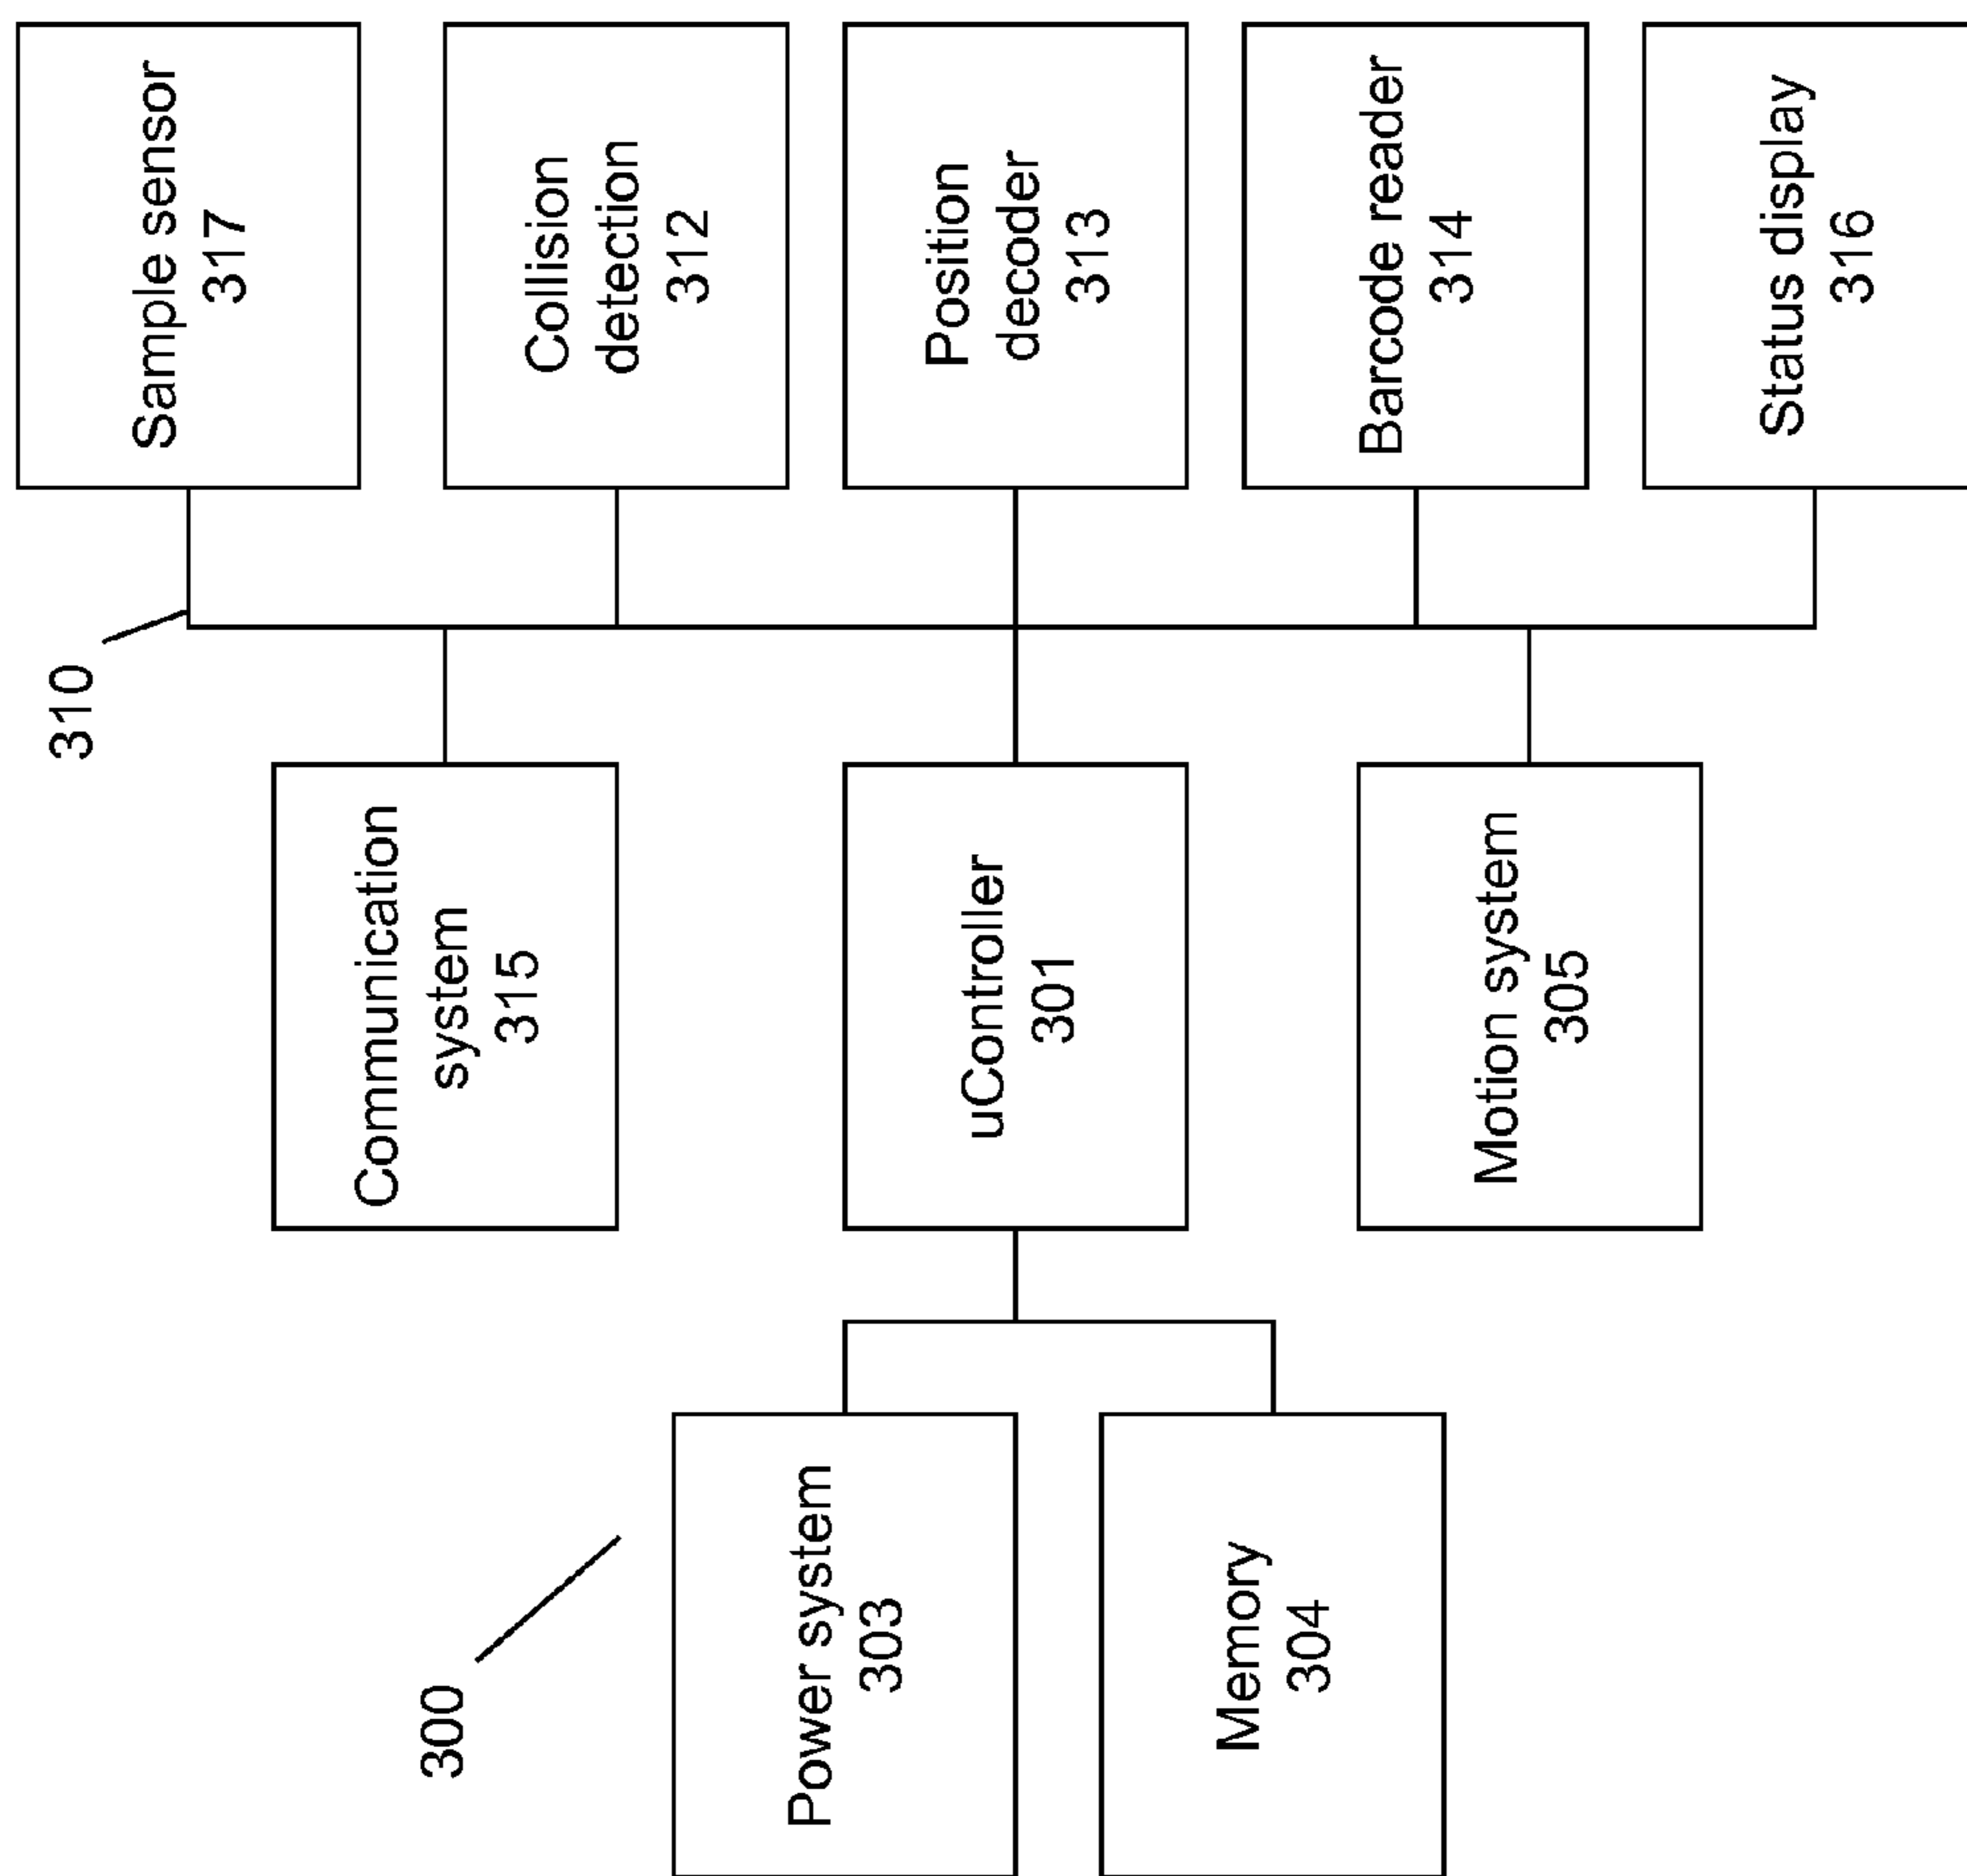 300
Power system
303
Memory
304
310
Communication
system
315
uController
301
Motion system
305
Sample sensor
317
Collision
detection
312
Position
decoder
313
Barcode reader
314
Status display
316